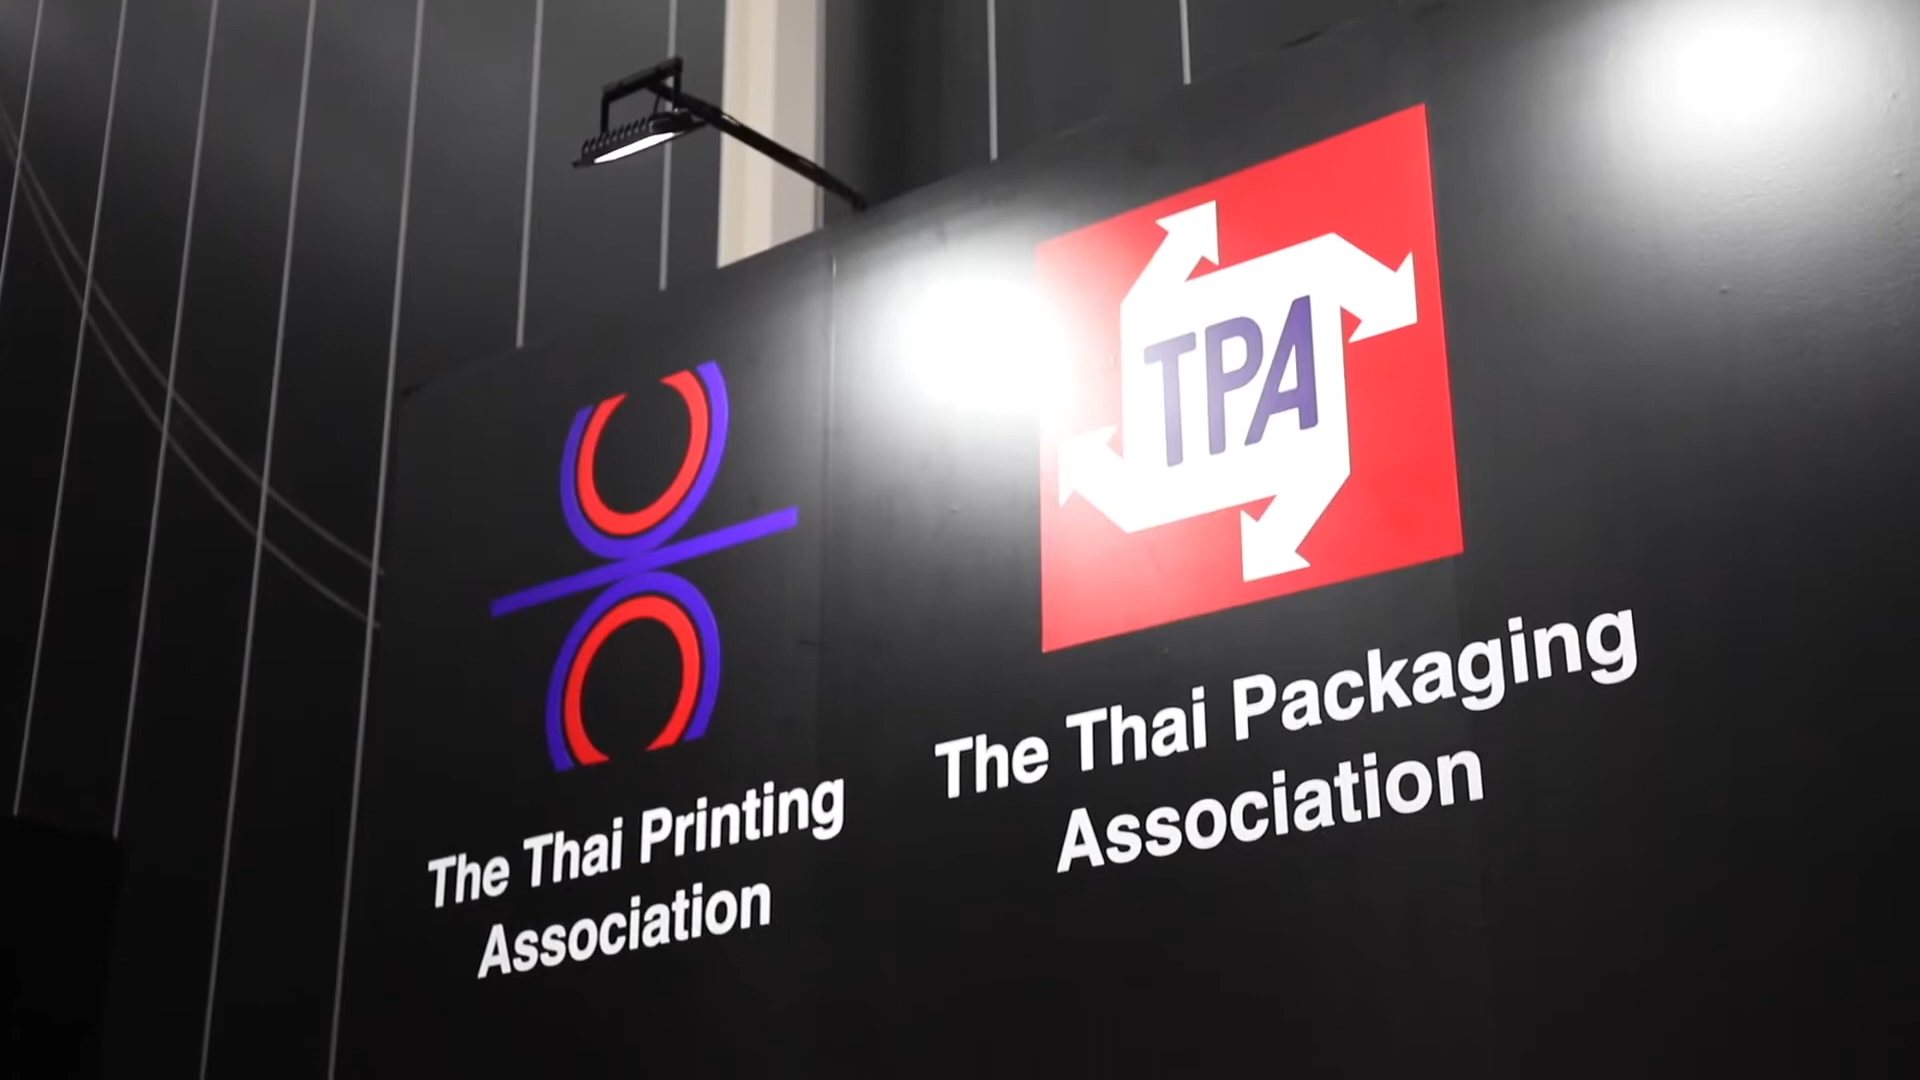 The Thai Printing
Association
TPA
The Thai Packaging
Association